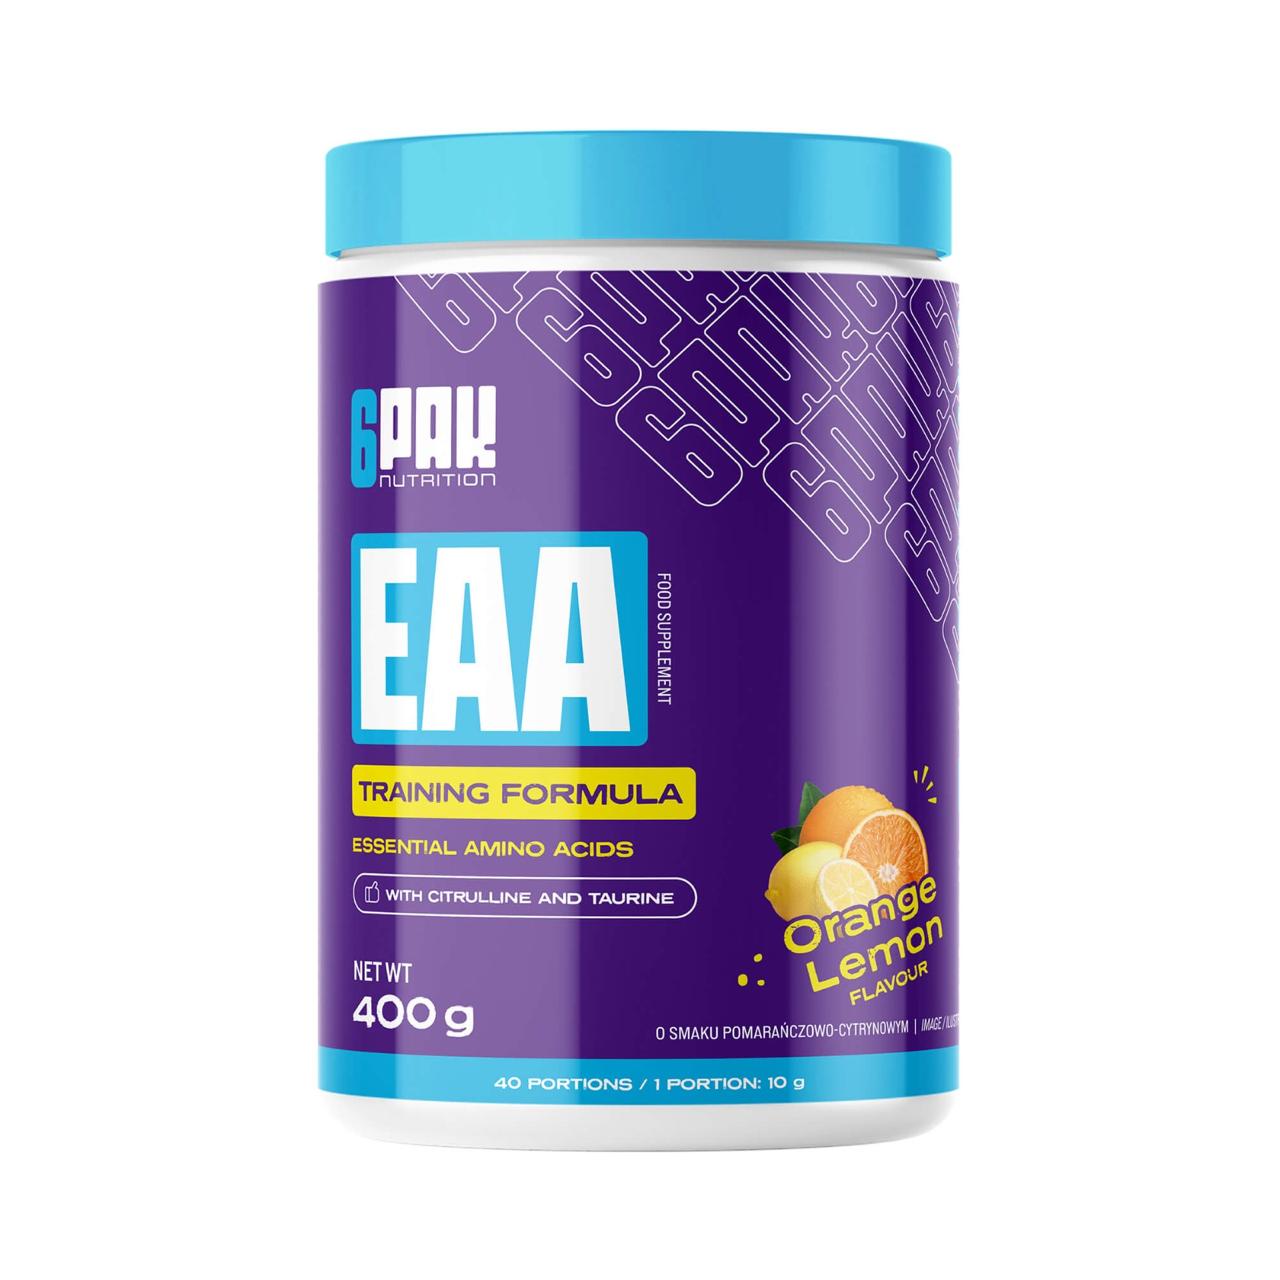 6PAK
NUTRITION
EAA
FOOD SUPPLEMENT
TRAINING FORMULA
ESSENTIAL AMINO ACIDS
WITH CITRULLINE AND TAURINE
Orange
Lemon
FLAVOUR
NET WT
400 g
O SMAKU POMARAŃCZOWO-CYTRYNOWYM | IMAGE /
40 PORTIONS / 1 PORTION: 10 g